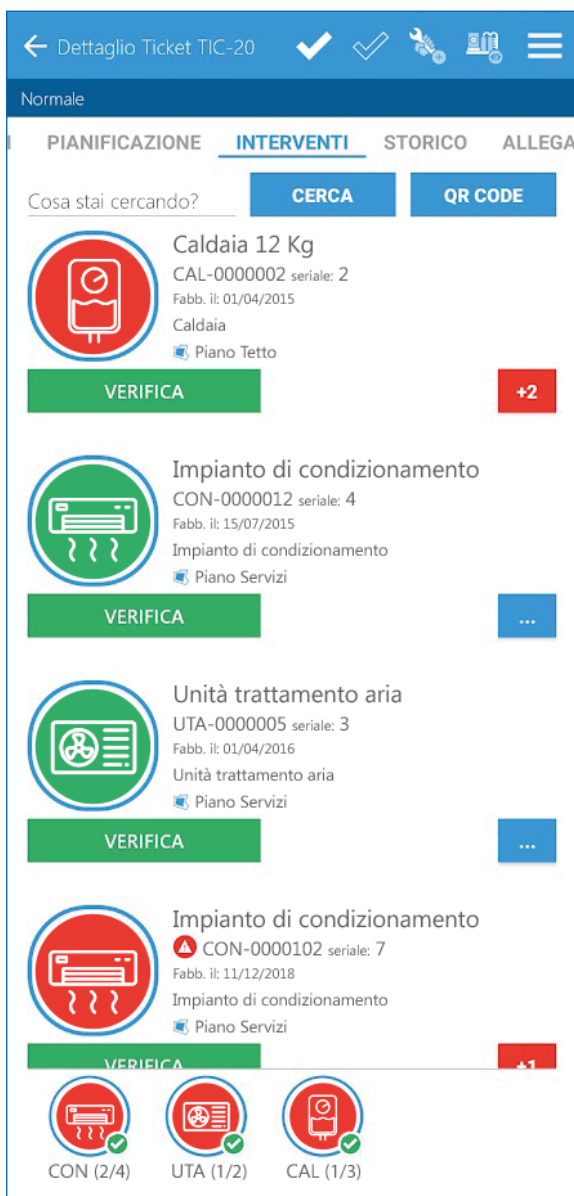 Dettaglio Ticket TIC-20
Normale
PIANIFICAZIONE INTERVENTI STORICO ALLEGA
Cosa stai cercando? CERCA QR CODE
Caldaia 12 Kg
CAL-0000002 seriale: 2
Fabb. il: 01/04/2015
Caldaia
Piano Tetto
VERIFICA +2
Impianto di condizionamento
CON-0000012 seriale: 4
Fabb. il: 15/07/2015
Impianto di condizionamento
Piano Servizi
VERIFICA ...
Unità trattamento aria
UTA-0000005 seriale: 3
Fabb. il: 01/04/2016
Unità trattamento aria
Piano Servizi
VERIFICA ...
Impianto di condizionamento
CON-0000102 seriale: 7
Fabb. il: 11/12/2018
Impianto di condizionamento
Piano Servizi
VERIFICA +1
CON (2/4) UTA (1/2) CAL (1/3)